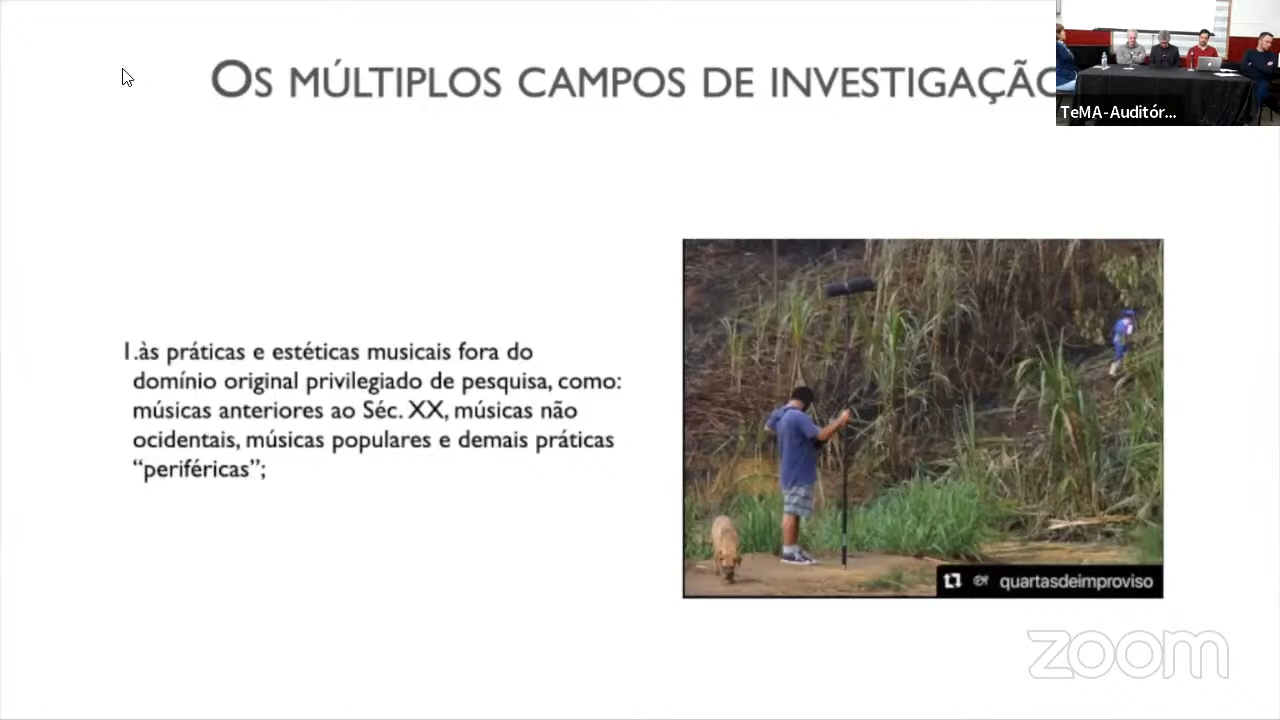 OS MÚLTIPLOS CAMPOS DE INVESTIGAÇÃO
TeMA-Auditór...
1.às práticas e estéticas musicais fora do
domínio original privilegiado de pesquisa, como:
músicas anteriores ao Séc. XX, músicas não
ocidentais, músicas populares e demais práticas
“periféricas”;
quartasdeimproviso
zoom